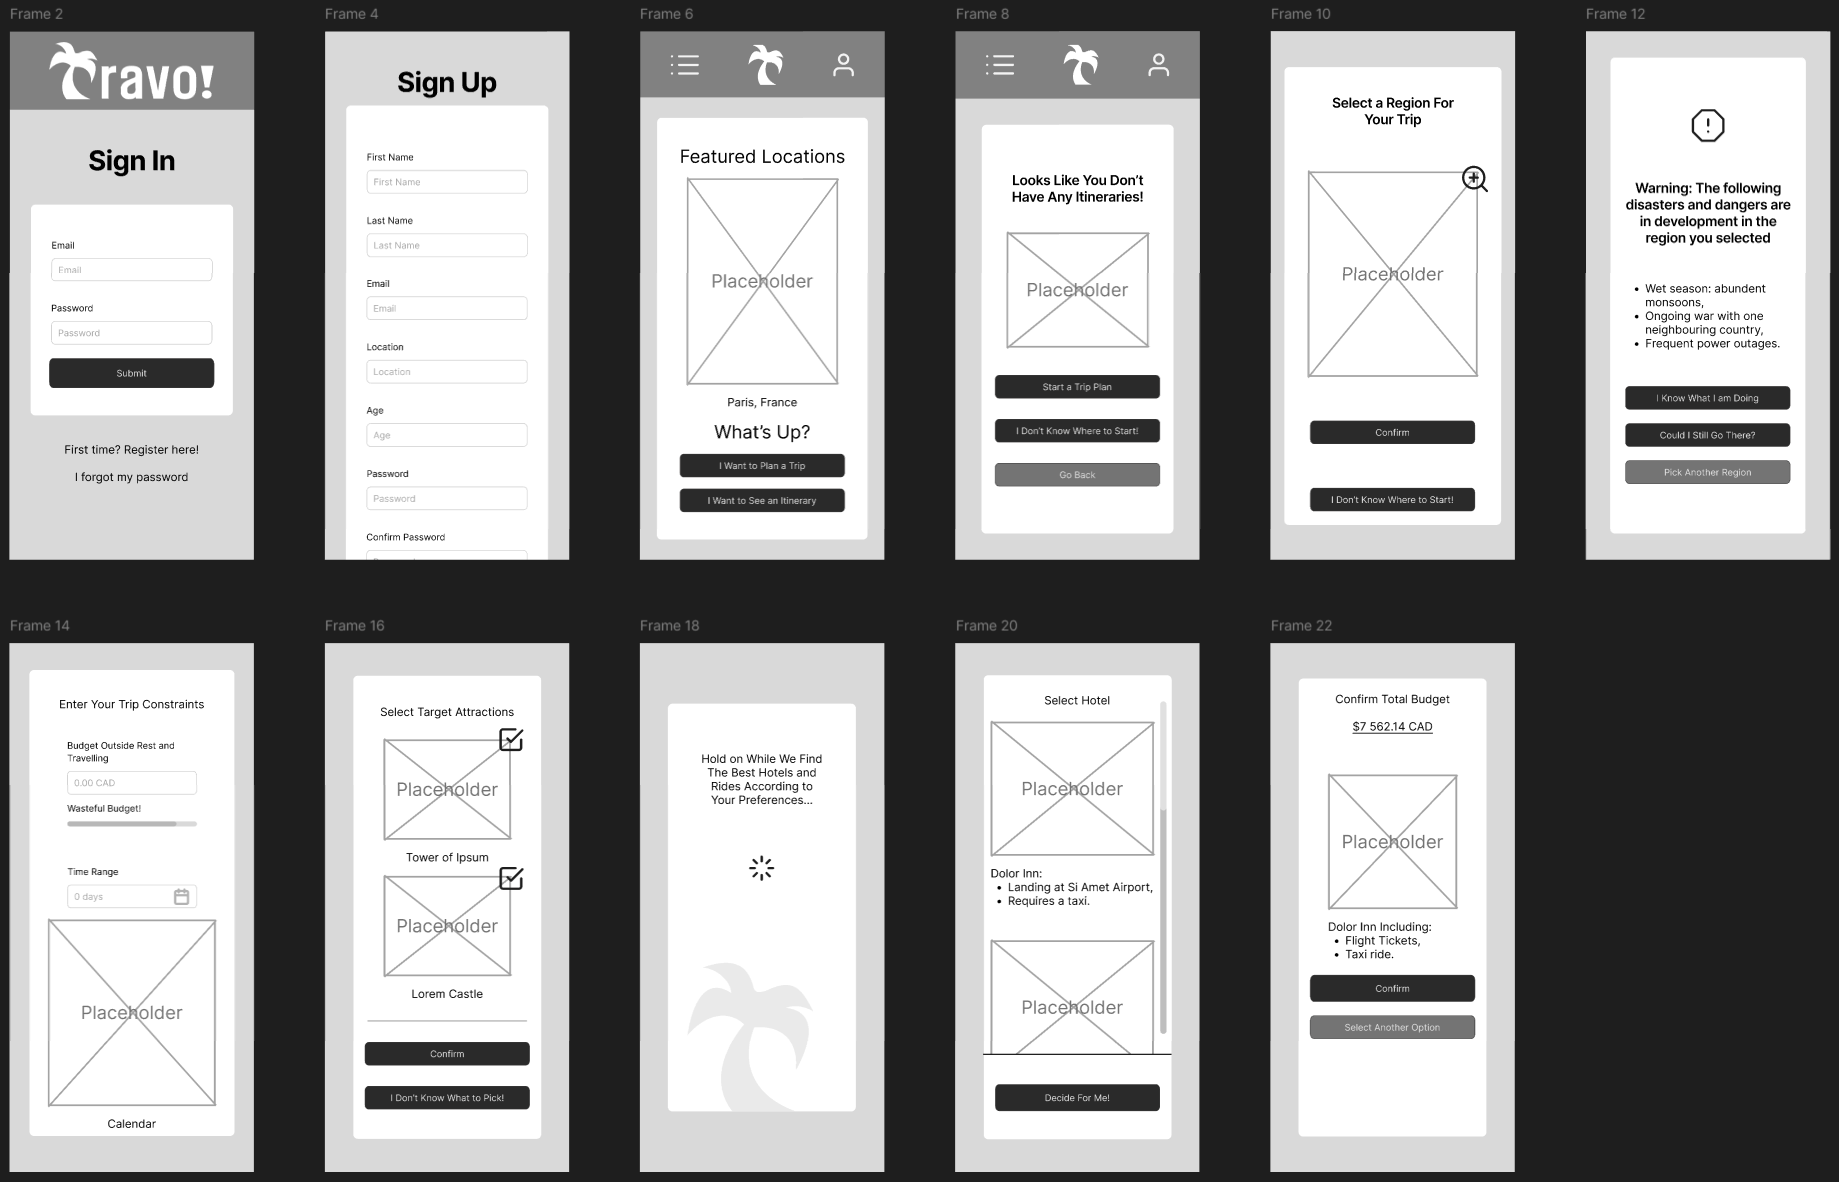 Frame 2
ravo!
Sign In
Email
Email
Password
Password
Submit
First time? Register here!
I forgot my password
Frame 4
Sign Up
First Name
First Name
Last Name
Last Name
Email
Email
Location
Location
Age
Age
Password
Password
Confirm Password
Frame 6
Featured Locations
Placeholder
Paris, France
What's Up?
I Want to Plan a Trip
I Want to See an Itinerary
Frame 8
Looks Like You Don't
Have Any Itineraries!
Placeholder
Start a Trip Plan
I Don't Know Where to Start!
Go Back
Frame 10
Select a Region For
Your Trip
Placeholder
Confirm
I Don't Know Where to Start!
Frame 12
Warning: The following
disasters and dangers are
in development in the
region you selected
• Wet season: abundent
monsoons,
• Ongoing war with one
neighbouring country,
• Frequent power outages.
I Know What I am Doing
Could I Still Go There?
Pick Another Region
Frame 14
Enter Your Trip Constraints
Budget Outside Rest and
Travelling
0.00 CAD
Wasteful Budget!
Time Range
0 days
Placeholder
Calendar
Frame 16
Select Target Attractions
Placeholder
Tower of Ipsum
Placeholder
Lorem Castle
Confirm
I Don't Know What to Pick!
Frame 18
Hold on While We Find
The Best Hotels and
Rides According to
Your Preferences...
Frame 20
Select Hotel
Placeholder
Dolor Inn:
• Landing at Si Amet Airport,
• Requires a taxi.
Placeholder
Decide For Me!
Frame 22
Confirm Total Budget
$7 562.14 CAD
Placeholder
Dolor Inn Including:
• Flight Tickets,
• Taxi ride.
Confirm
Select Another Option